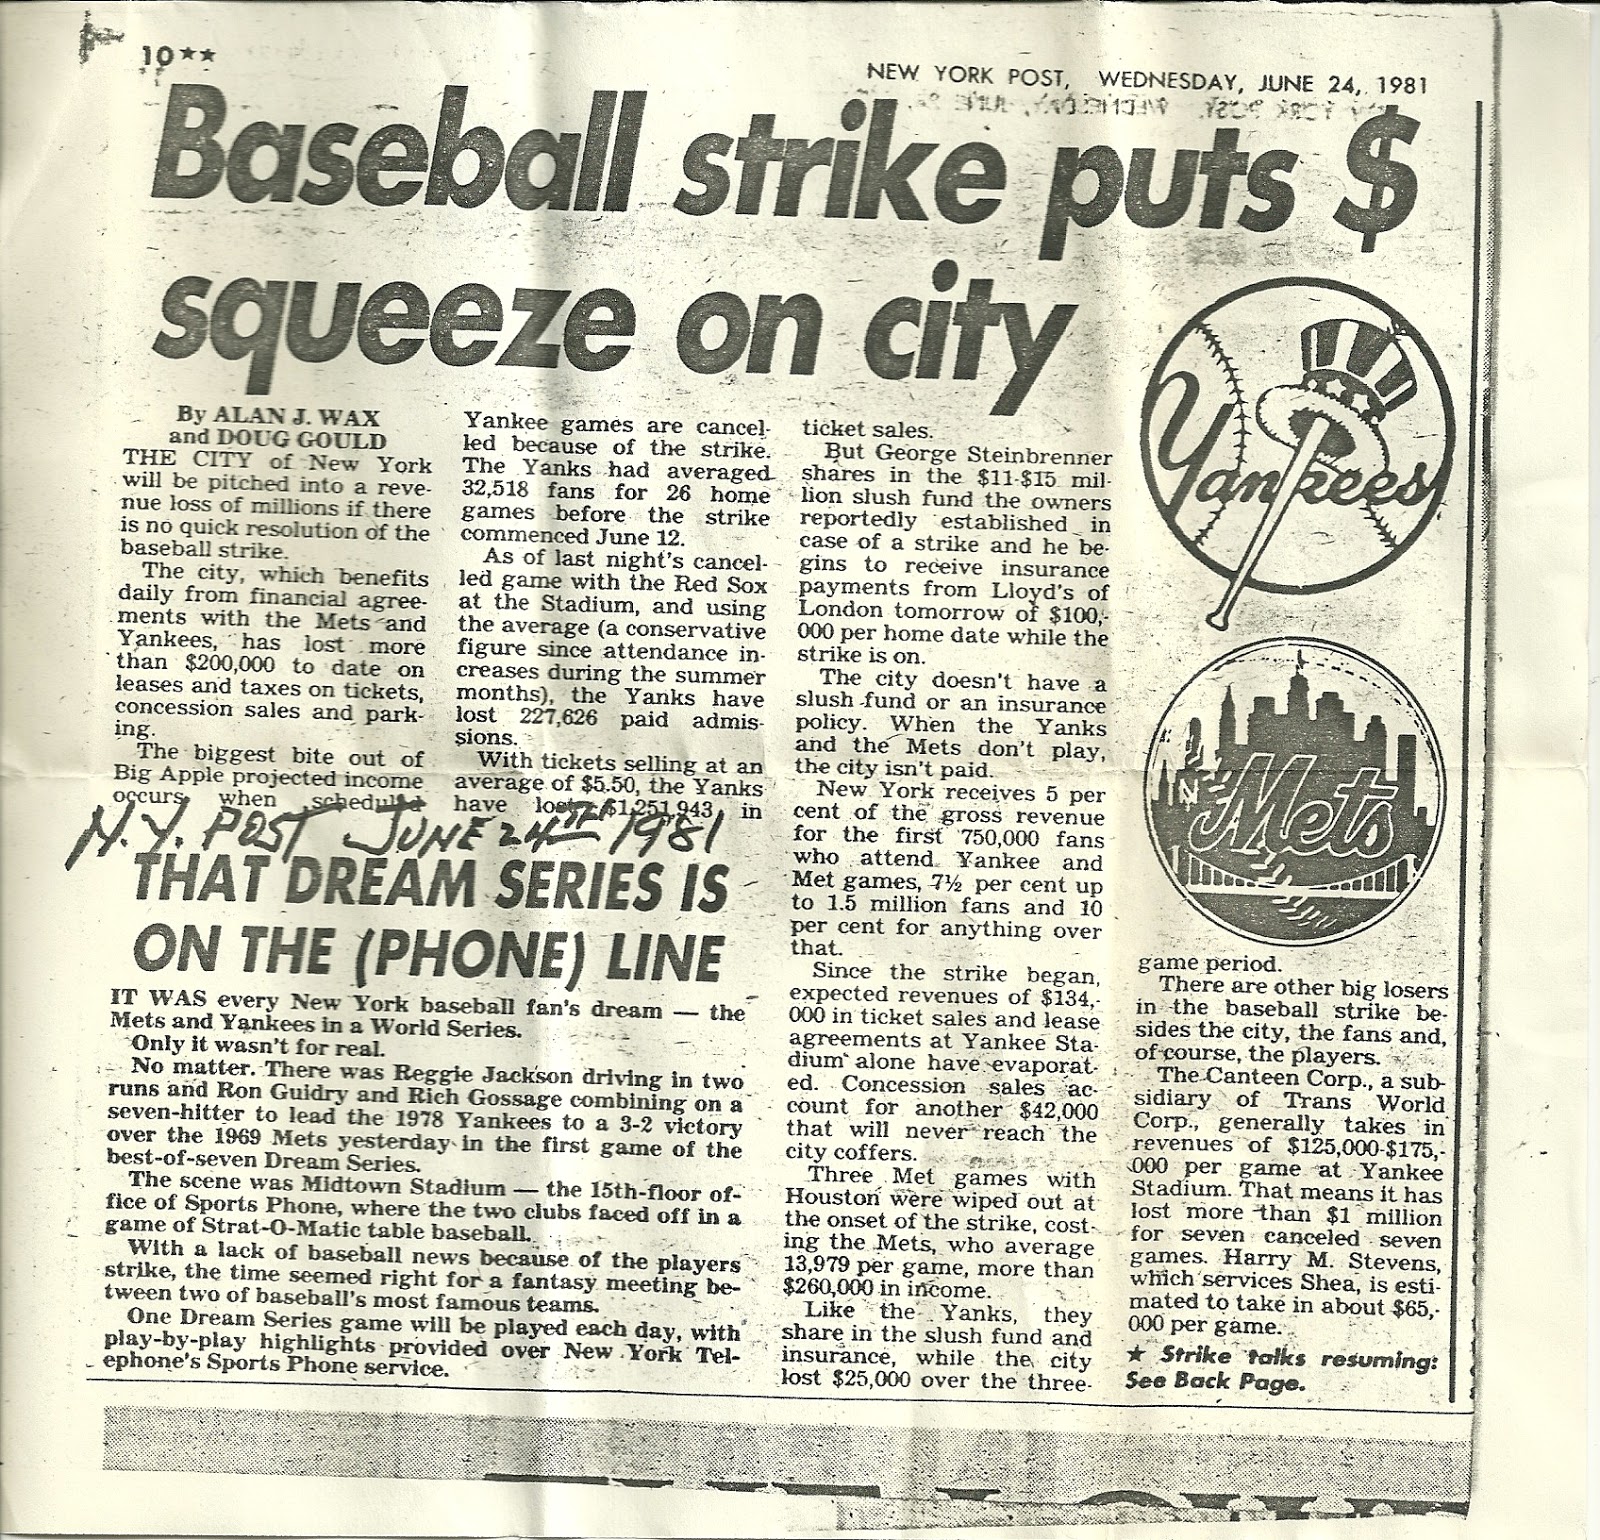 10★★
NEW YORK POST, WEDNESDAY, JUNE 24, 1981
Baseball strike puts $
squeeze on city
By ALAN J. WAX
and DOUG GOULD
THE CITY of New York
will be pitched into a reve-
nue loss of millions if there
is no quick resolution of the
baseball strike.
The city, which benefits
daily from financial agree-
ments with the Mets and
Yankees, has lost more
than $200,000 to date on
leases and taxes on tickets,
concession sales and park-
ing.
The biggest bite out of
Big Apple projected income
occurs when scheduled
Yankee games are cancel-
led because of the strike.
The Yanks had averaged
32,518 fans for 26 home
games before the strike
commenced June 12.
As of last night's cancel-
led game with the Red Sox
at the Stadium, and using
the average (a conservative
figure since attendance in-
creases during the summer
months), the Yanks have
lost 227,626 paid admis-
sions.
With tickets selling at an
average of $5.50, the Yanks
have lost $1,251,943 in
ticket sales.
But George Steinbrenner
shares in the $11-$15 mil-
lion slush fund the owners
reportedly established in
case of a strike and he be-
gins to receive insurance
payments from Lloyd's of
London tomorrow of $100,-
000 per home date while the
strike is on.
The city doesn't have a
slush fund or an insurance
policy. When the Yanks
and the Mets don't play,
the city isn't paid.
New York receives 5 per
cent of the gross revenue
for the first 750,000 fans
who attend Yankee and
Met games, 7½ per cent up
to 1.5 million fans and 10
per cent for anything over
that.
Since the strike began,
expected revenues of $134,-
000 in ticket sales and lease
agreements at Yankee Sta-
dium alone have evaporat-
ed. Concession sales ac-
count for another $42,000
that will never reach the
city coffers.
Three Met games with
Houston were wiped out at
the onset of the strike, cost-
ing the Mets, who average
13,979 per game, more than
$260,000 in income.
Like the Yanks, they
share in the slush fund and
insurance, while the city
lost $25,000 over the three-
Yankees
NY
Mets
game period.
There are other big losers
in the baseball strike be-
sides the city, the fans and,
of course, the players.
The Canteen Corp., a sub-
sidiary of Trans World
Corp., generally takes in
revenues of $125,000-$175,-
000 per game at Yankee
Stadium. That means it has
lost more than $1 million
for seven canceled seven
games. Harry M. Stevens,
which services Shea, is esti-
mated to take in about $65,-
000 per game.
★ Strike talks resuming:
See Back Page.
N.Y. POST JUNE 24TH 1981
THAT DREAM SERIES IS
ON THE (PHONE) LINE
IT WAS every New York baseball fan's dream — the
Mets and Yankees in a World Series.
Only it wasn't for real.
No matter. There was Reggie Jackson driving in two
runs and Ron Guidry and Rich Gossage combining on a
seven-hitter to lead the 1978 Yankees to a 3-2 victory
over the 1969 Mets yesterday in the first game of the
best-of-seven Dream Series.
The scene was Midtown Stadium — the 15th-floor of-
fice of Sports Phone, where the two clubs faced off in a
game of Strat-O-Matic table baseball.
With a lack of baseball news because of the players
strike, the time seemed right for a fantasy meeting be-
tween two of baseball's most famous teams.
One Dream Series game will be played each day, with
play-by-play highlights provided over New York Tel-
ephone's Sports Phone service.